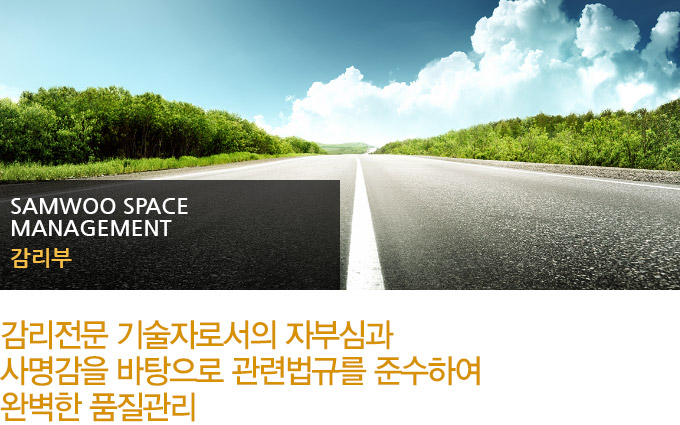 SAMWOO SPACE
MANAGEMENT
감리부
감리전문 기술자로서의 자부심과
사명감을 바탕으로 관련법규를 준수하여
완벽한 품질관리